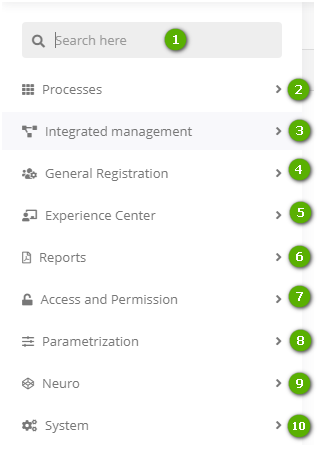 Search here 1
Processes 2
Integrated management 3
General Registration 4
Experience Center 5
Reports 6
Access and Permission 7
Parametrization 8
Neuro 9
System 10